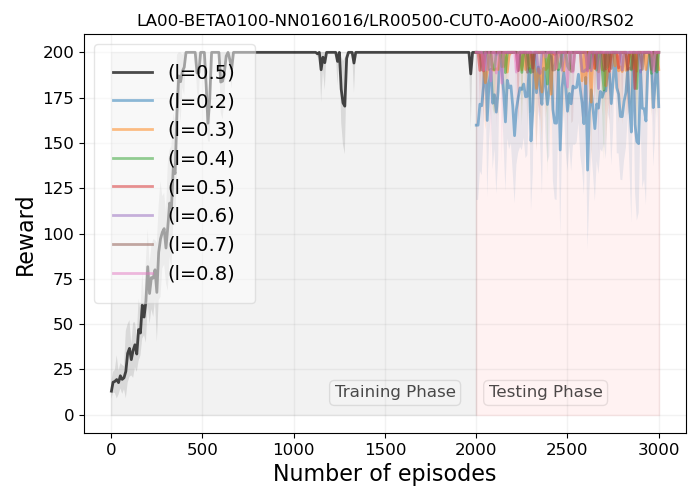 LA00-BETA0100-NN016016/LR00500-CUT0-Ao00-Ai00/RS02
Reward
200
175
150
125
100
75
50
25
0
(l=0.5)
(l=0.2)
(l=0.3)
(l=0.4)
(l=0.5)
(l=0.6)
(l=0.7)
(l=0.8)
Training Phase
Testing Phase
0
500
1000
1500
2000
2500
3000
Number of episodes